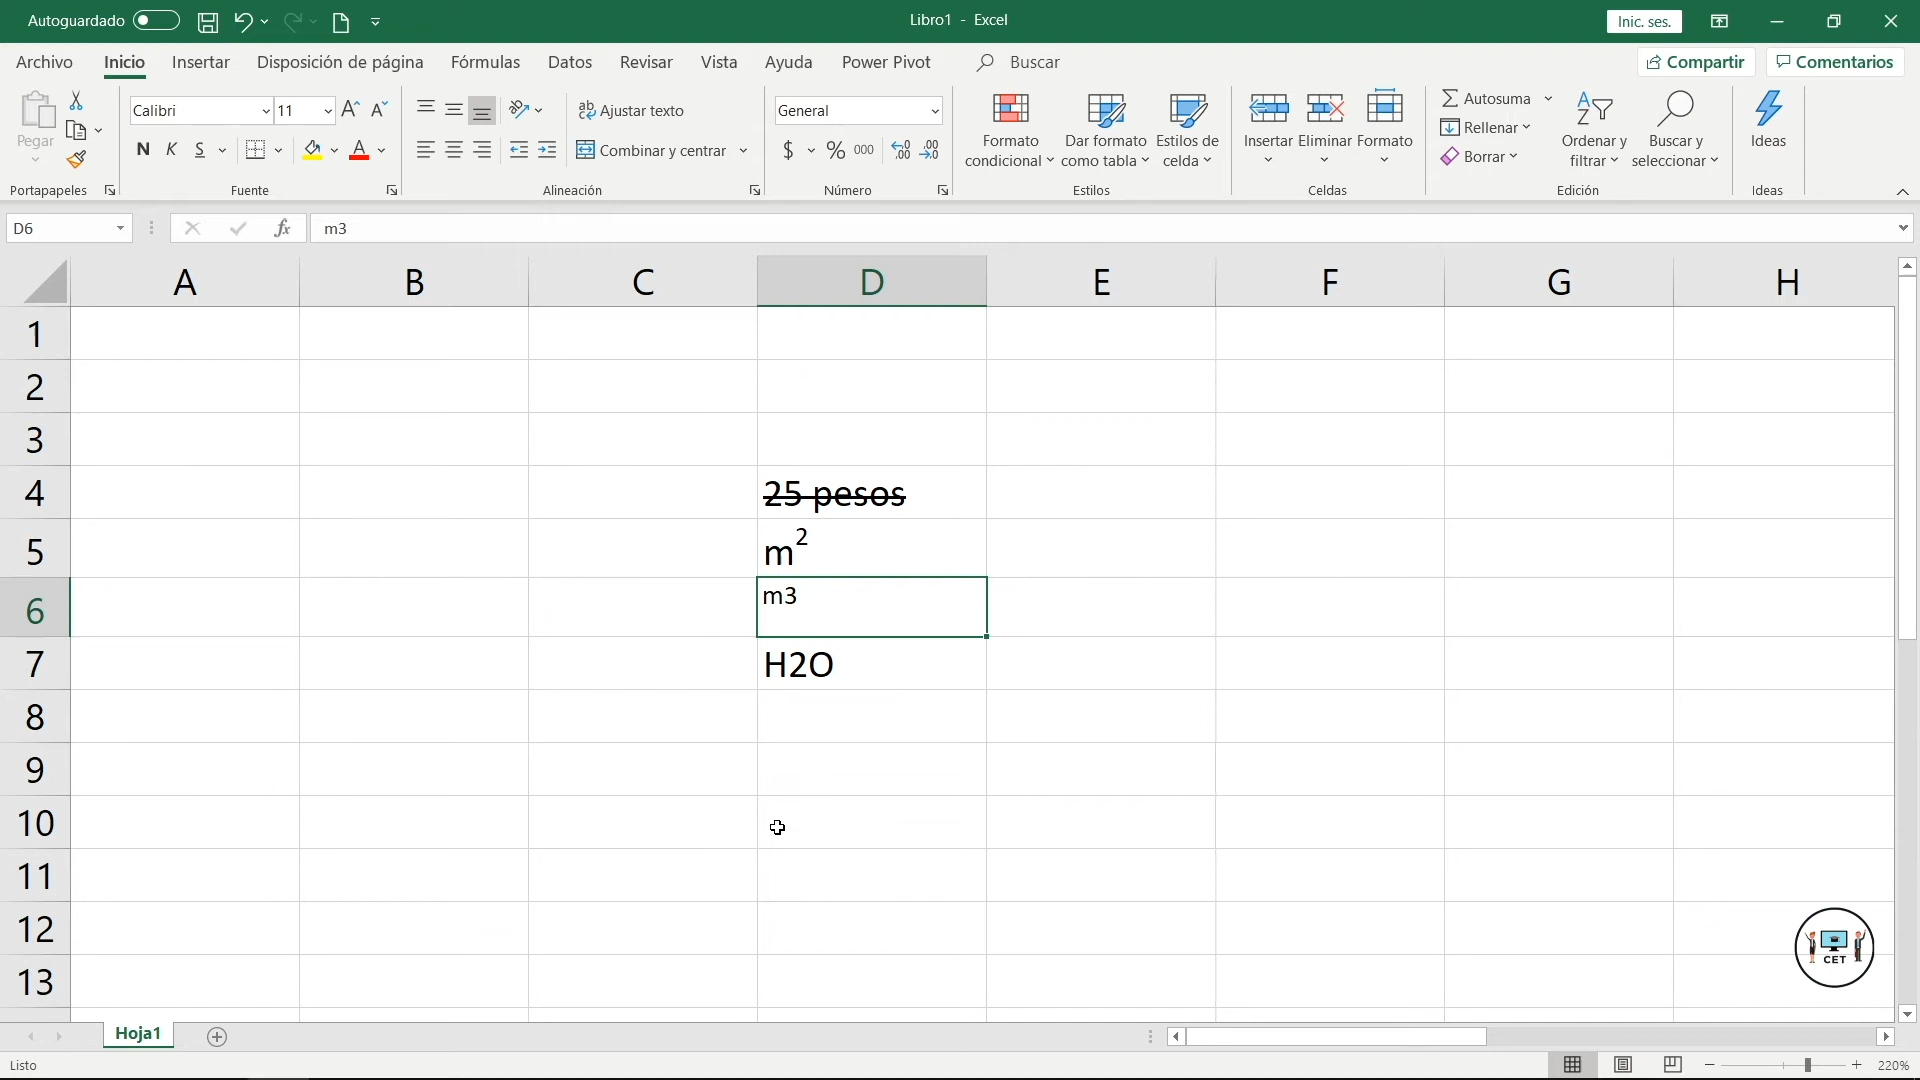 Autoguardado
Libro1 - Excel
Inic. ses.
Archivo Inicio Insertar Disposición de página Fórmulas Datos Revisar Vista Ayuda Power Pivot Buscar Compartir Comentarios
Pegar
Portapapeles
Calibri 11
N K S
A
Fuente
ab Ajustar texto
Combinar y centrar
Alineación
General
$ % 000
Número
Formato condicional
Dar formato como tabla
Estilos de celda
Estilos
Insertar Eliminar Formato
Celdas
Autosuma
Rellenar
Borrar
Ordenar y filtrar
Buscar y seleccionar
Edición
Ideas
Ideas
D6 fx m3
A B C D E F G H
1
2
3
4 25 pesos
5 m²
6 m3
7 H2O
8
9
10
11
12
13
CET
Hoja1
Listo
220%